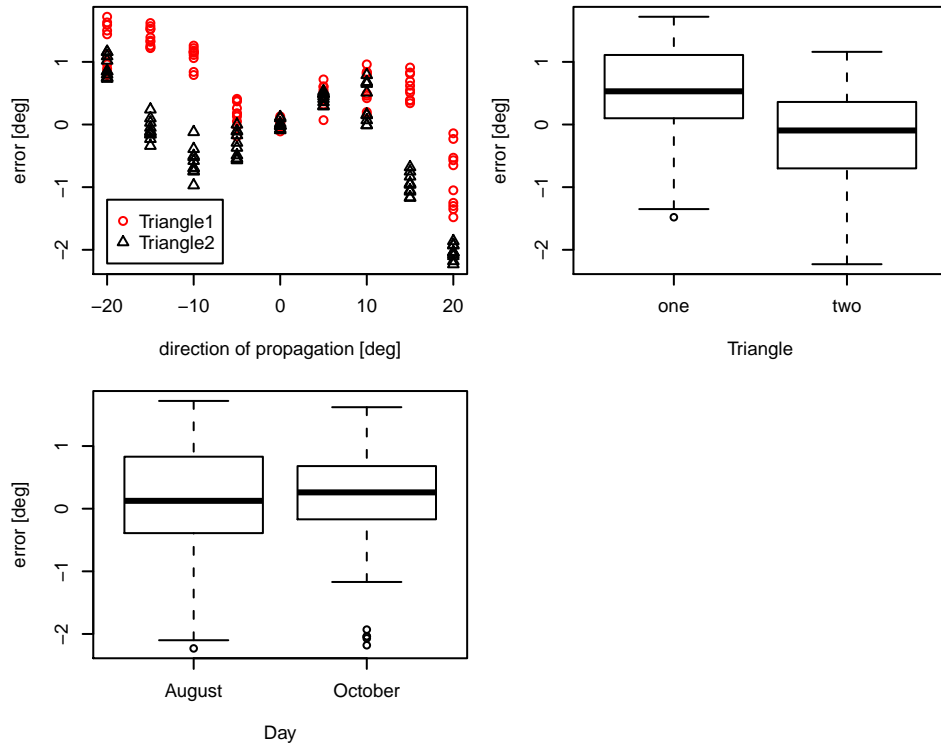 error [deg]
1
0
−1
−2
Triangle1
Triangle2
−20
−10
0
10
20
direction of propagation [deg]
error [deg]
1
0
−1
−2
one
two
Triangle
error [deg]
1
0
−1
−2
August
October
Day